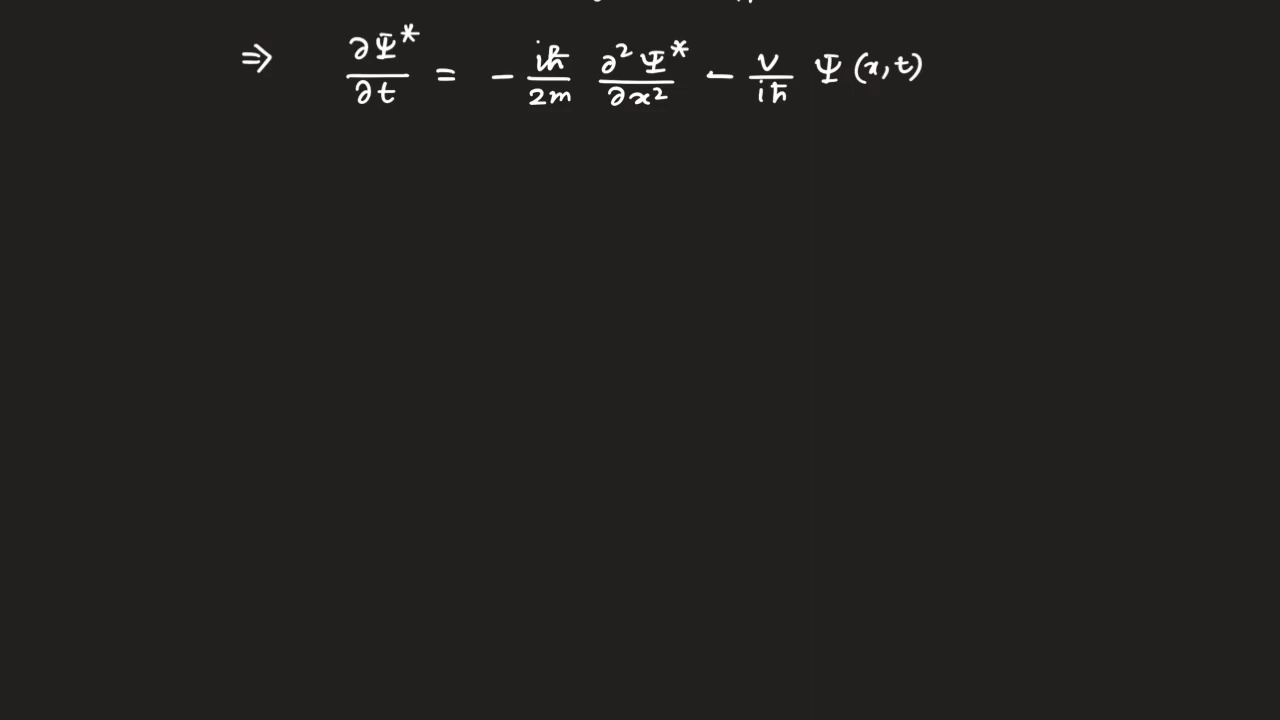 ⇒ ∂Ψ*/∂t = - iħ/2m ∂²Ψ*/∂x² - V/iħ Ψ (x,t)